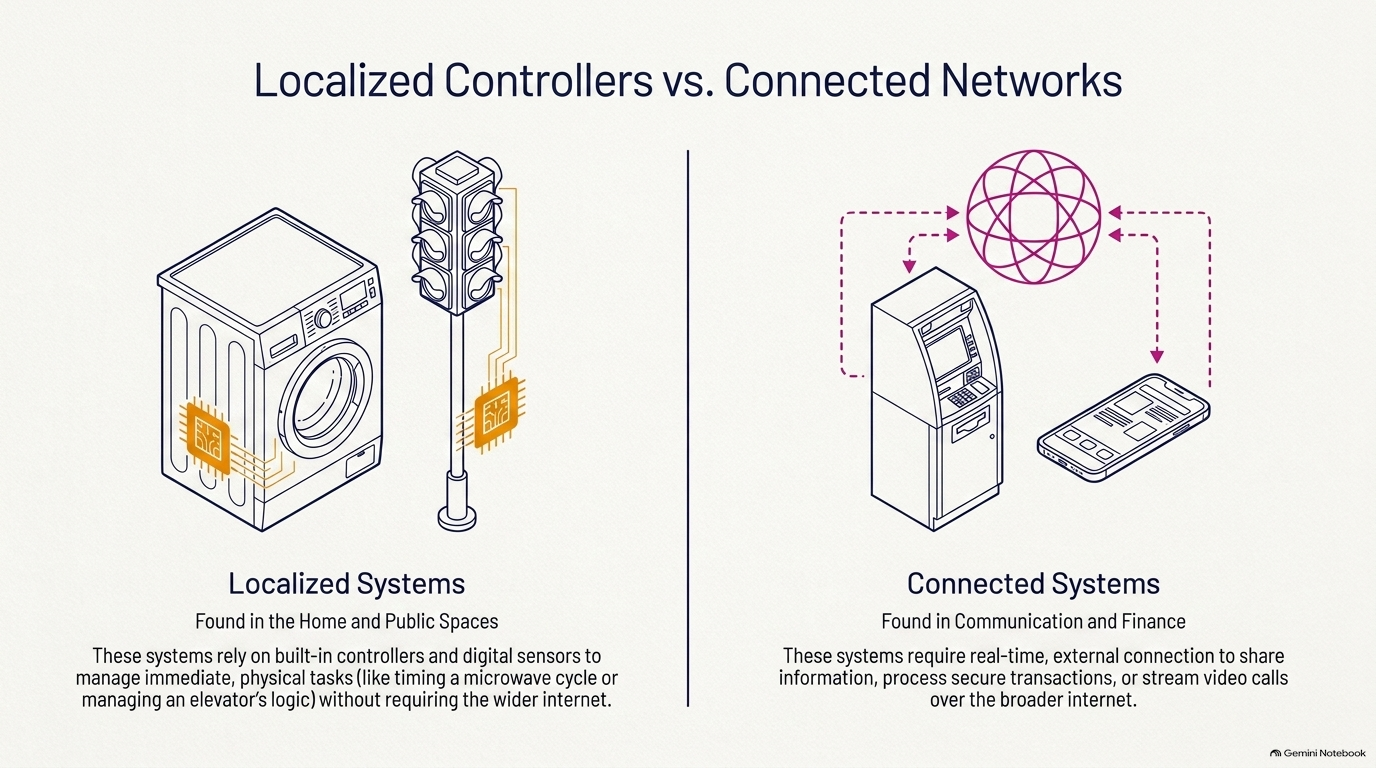 Localized Controllers vs. Connected Networks
Localized Systems
Found in the Home and Public Spaces
These systems rely on built-in controllers and digital sensors to
manage immediate, physical tasks (like timing a microwave cycle or
managing an elevator's logic) without requiring the wider internet.
Connected Systems
Found in Communication and Finance
These systems require real-time, external connection to share
information, process secure transactions, or stream video calls
over the broader internet.
Gemini Notebook